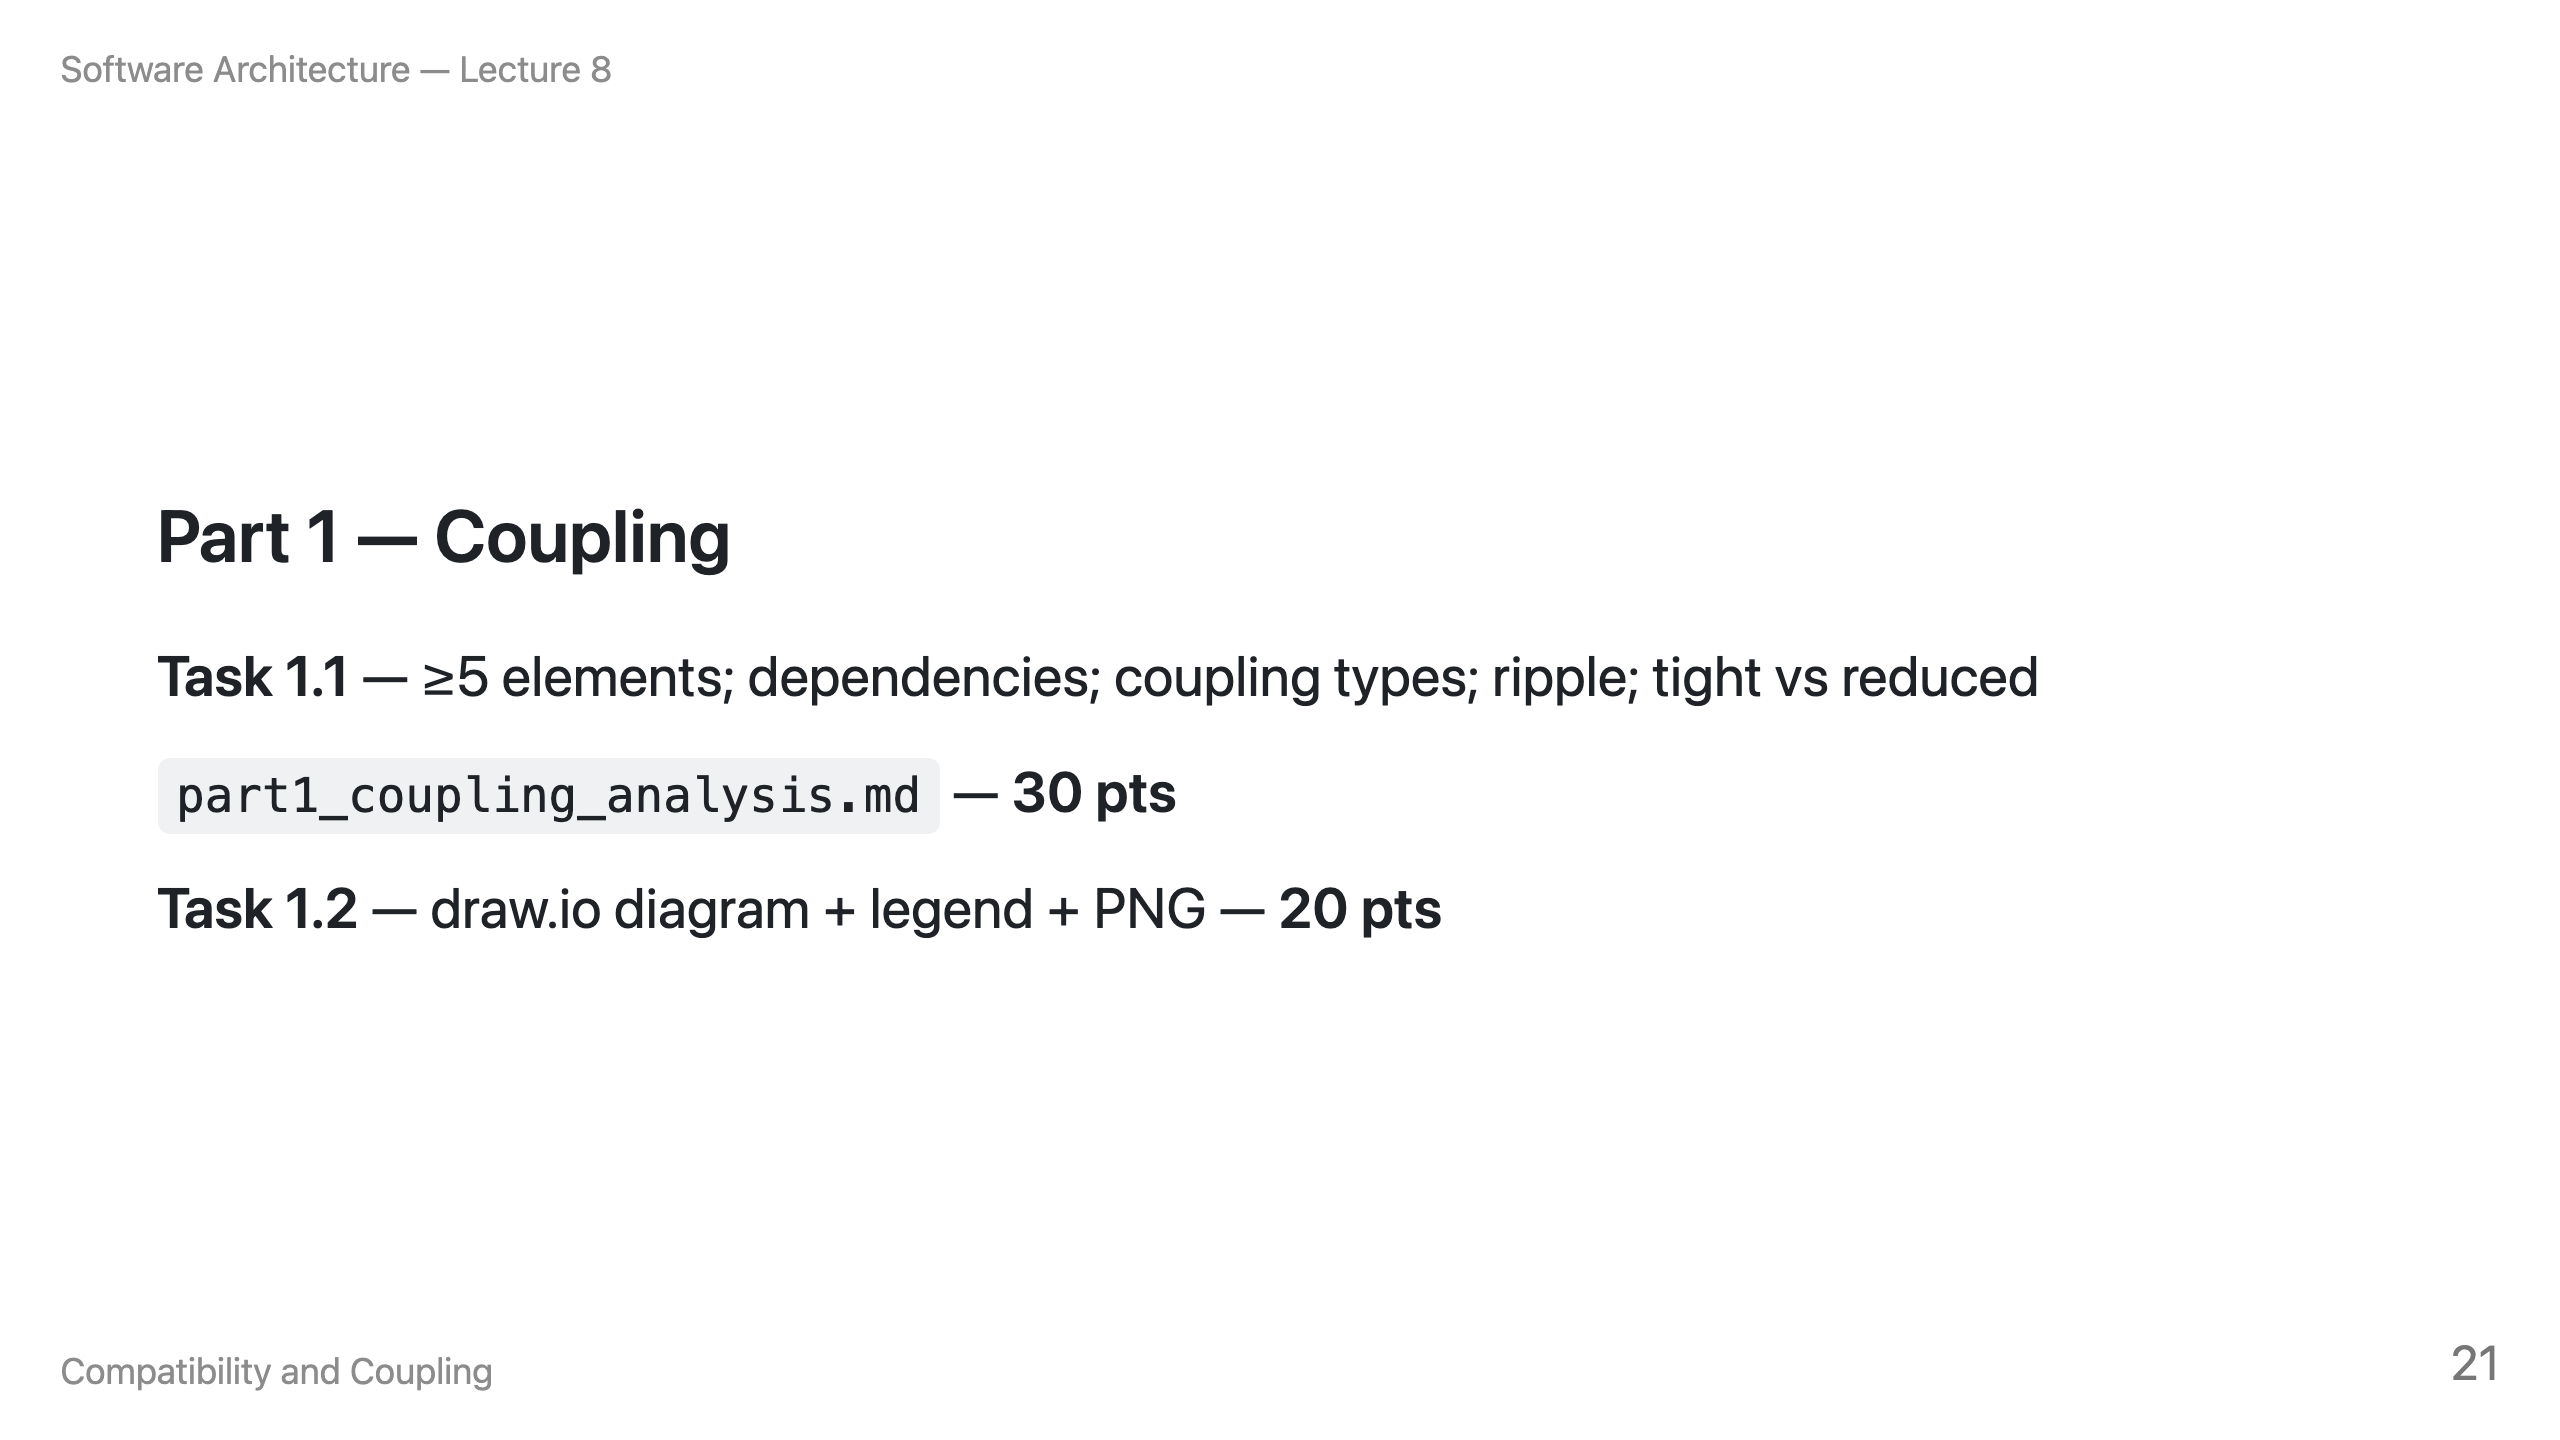 Software Architecture — Lecture 8
Part 1 — Coupling
Task 1.1 — ≥5 elements; dependencies; coupling types; ripple; tight vs reduced
part1_coupling_analysis.md — 30 pts
Task 1.2 — draw.io diagram + legend + PNG — 20 pts
Compatibility and Coupling
21